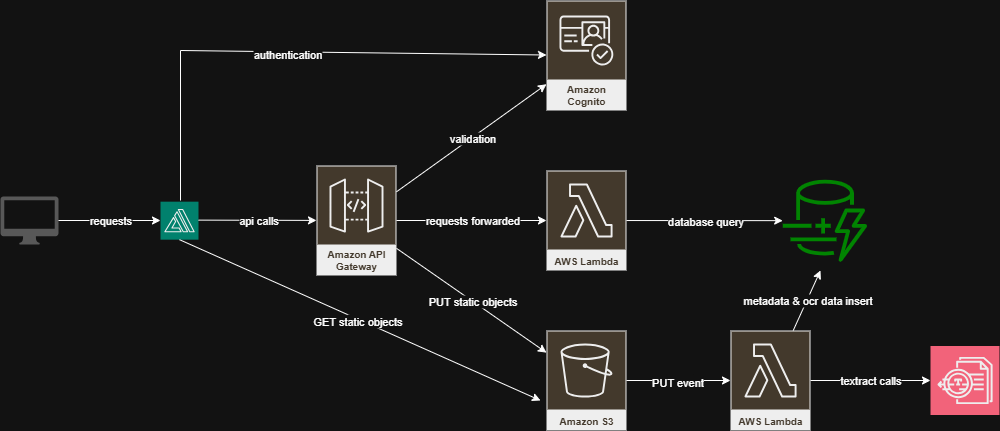 authentication
Amazon
Cognito
validation
requests
api calls
Amazon API
Gateway
requests forwarded
AWS Lambda
database query
PUT static objects
GET static objects
metadata & ocr data insert
Amazon S3
PUT event
AWS Lambda
textract calls
T